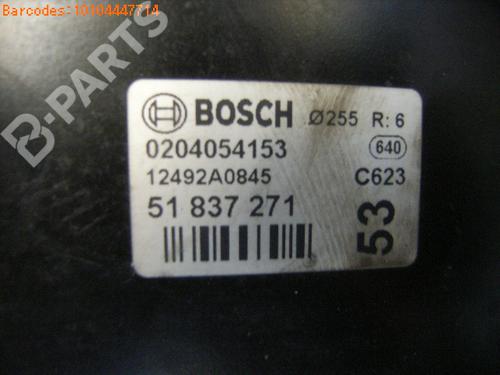 Barcodes:10104447714
B-PARTS
BOSCH Ø255 R: 6
0204054153 640
12492A0845 C623
51 837 271
53